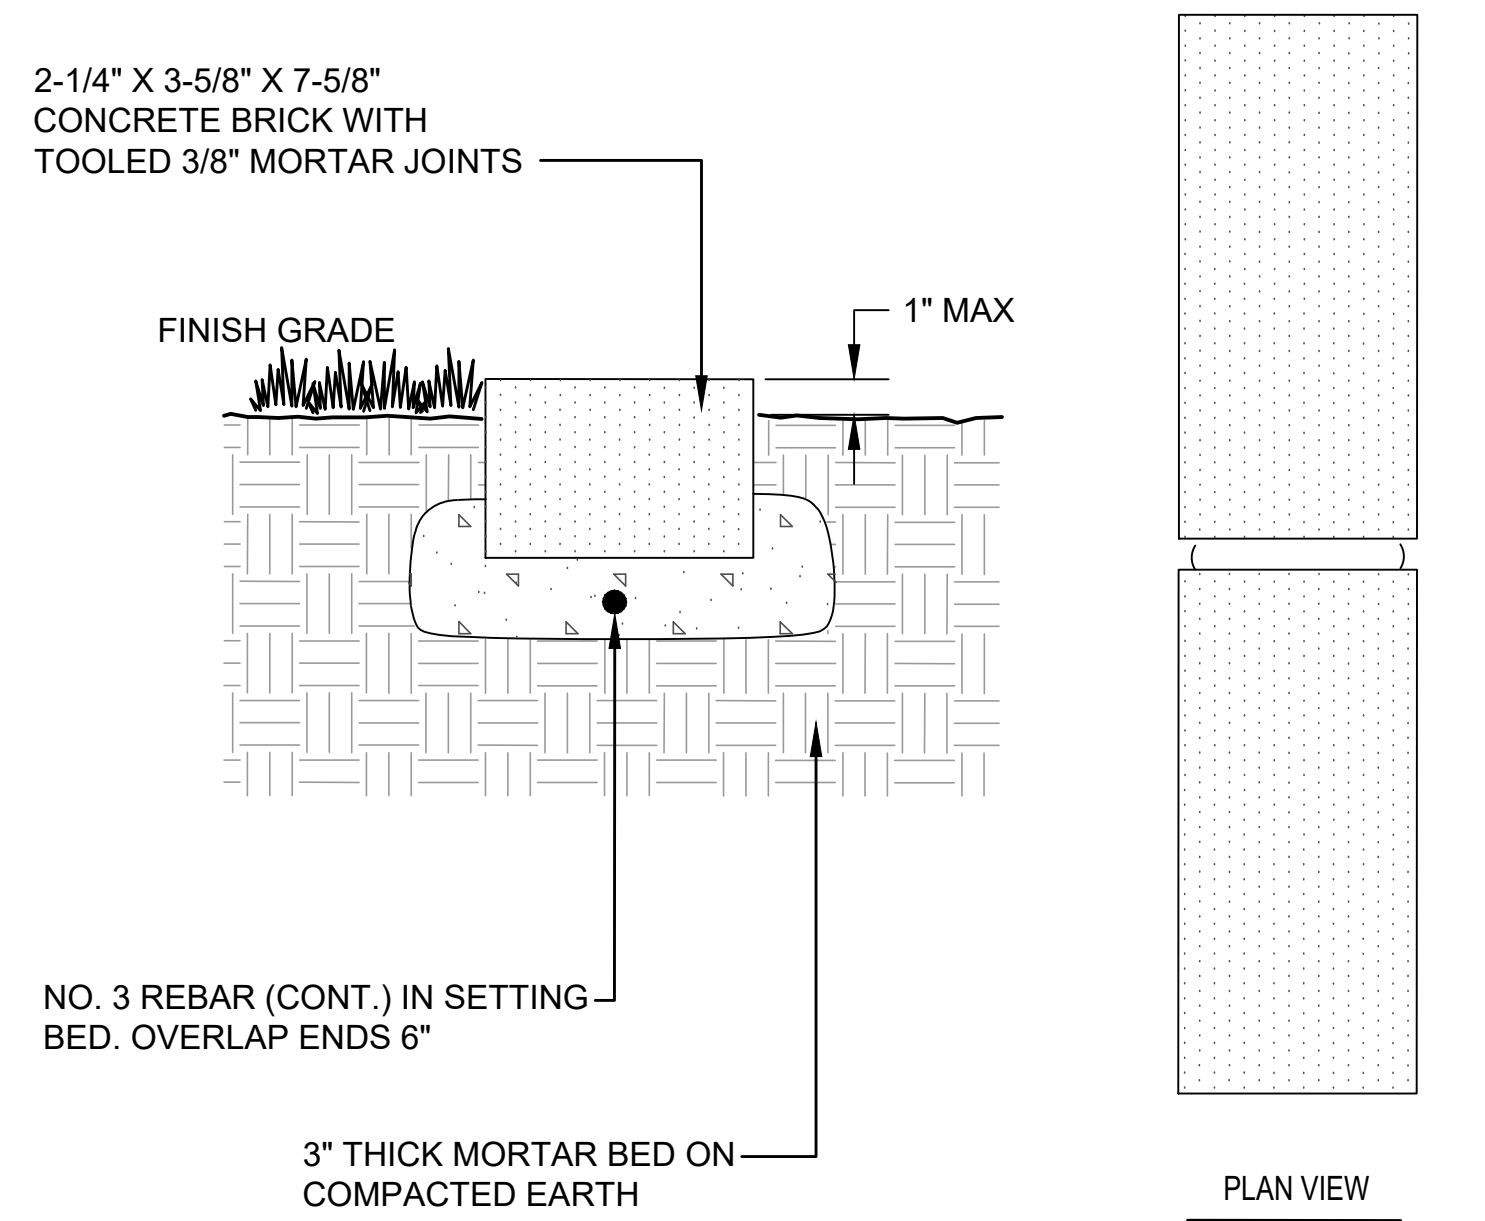 2-1/4" X 3-5/8" X 7-5/8"
CONCRETE BRICK WITH
TOOLED 3/8" MORTAR JOINTS
FINISH GRADE
1" MAX
NO. 3 REBAR (CONT.) IN SETTING
BED. OVERLAP ENDS 6"
3" THICK MORTAR BED ON
COMPACTED EARTH
PLAN VIEW